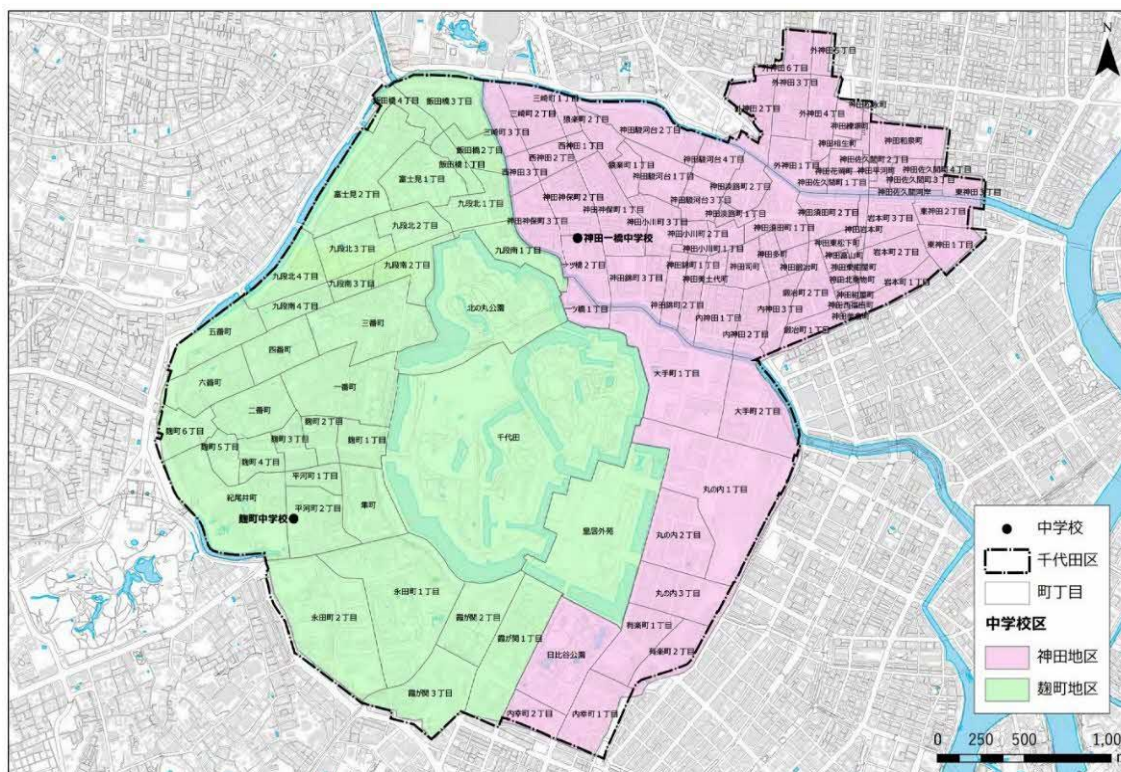 N
外神田5丁目
外神田6丁目
外神田3丁目
外神田2丁目
外神田4丁目
神田練塀町
神田相生町
神田和泉町
外神田1丁目
神田花岡町
神田平河町
神田佐久間町2丁目
神田佐久間町4丁目
神田佐久間町3丁目
神田佐久間町1丁目
神田佐久間河岸
東神田3丁目
東神田2丁目
東神田1丁目
飯田橋4丁目
飯田橋3丁目
飯田橋2丁目
飯田橋1丁目
富士見1丁目
富士見2丁目
九段北1丁目
九段北2丁目
九段北3丁目
九段北4丁目
九段南1丁目
九段南2丁目
九段南3丁目
九段南4丁目
三崎町1丁目
三崎町2丁目
三崎町3丁目
猿楽町2丁目
猿楽町1丁目
西神田1丁目
西神田2丁目
西神田3丁目
神田駿河台2丁目
神田駿河台4丁目
神田駿河台1丁目
神田駿河台3丁目
神田淡路町2丁目
神田淡路町1丁目
神田神保町2丁目
神田神保町1丁目
神田神保町3丁目
神田小川町3丁目
神田小川町2丁目
神田小川町1丁目
神田須田町2丁目
神田須田町1丁目
神田一橋中学校
岩本町3丁目
岩本町2丁目
岩本町1丁目
神田岩本町
神田東松下町
神田富山町
神田多町
神田司町
神田鍛冶町
神田美土代町
神田錦町1丁目
神田錦町2丁目
神田錦町3丁目
神田東紺屋町
神田北乗物町
神田紺屋町
神田西福田町
一ツ橋2丁目
一ツ橋1丁目
内神田1丁目
内神田2丁目
内神田3丁目
鍛冶町2丁目
鍛冶町1丁目
北の丸公園
三番町
五番町
四番町
六番町
二番町
一番町
麹町6丁目
麹町5丁目
麹町4丁目
麹町3丁目
麹町2丁目
麹町1丁目
千代田
大手町1丁目
大手町2丁目
平河町1丁目
平河町2丁目
紀尾井町
隼町
麹町中学校
皇居外苑
丸の内1丁目
丸の内2丁目
丸の内3丁目
永田町1丁目
永田町2丁目
霞が関2丁目
霞が関1丁目
霞が関3丁目
日比谷公園
有楽町1丁目
有楽町2丁目
内幸町2丁目
内幸町1丁目
中学校
千代田区
町丁目
中学校区
神田地区
麹町地区
0 250 500 1,00